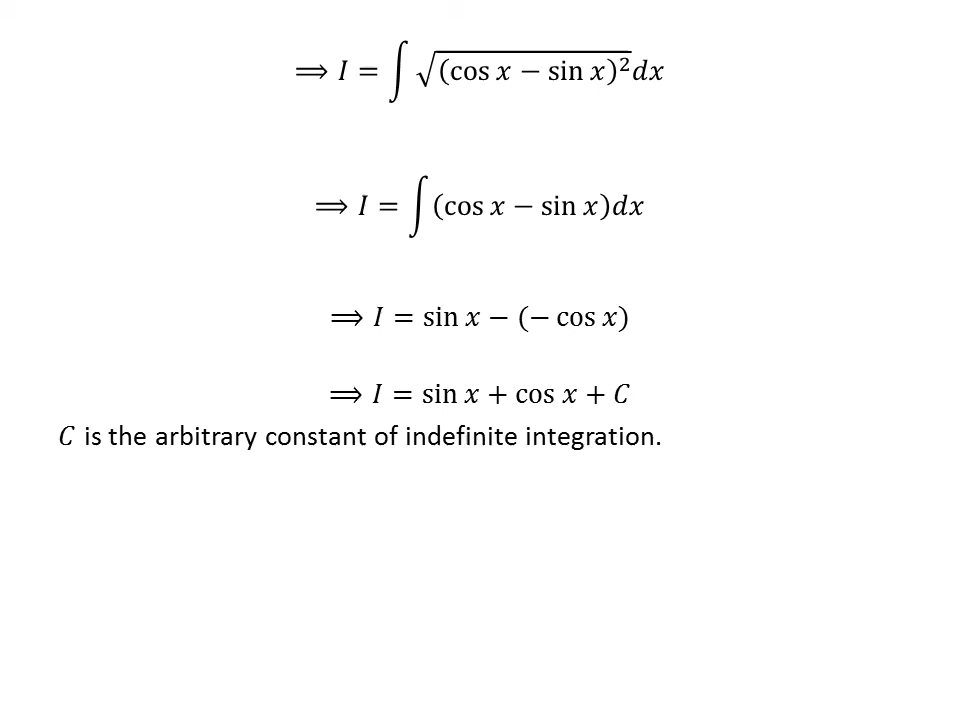 ⟹ I = ∫ √(cos x − sin x)² dx
⟹ I = ∫ (cos x − sin x)dx
⟹ I = sin x − (− cos x)
⟹ I = sin x + cos x + C
C is the arbitrary constant of indefinite integration.